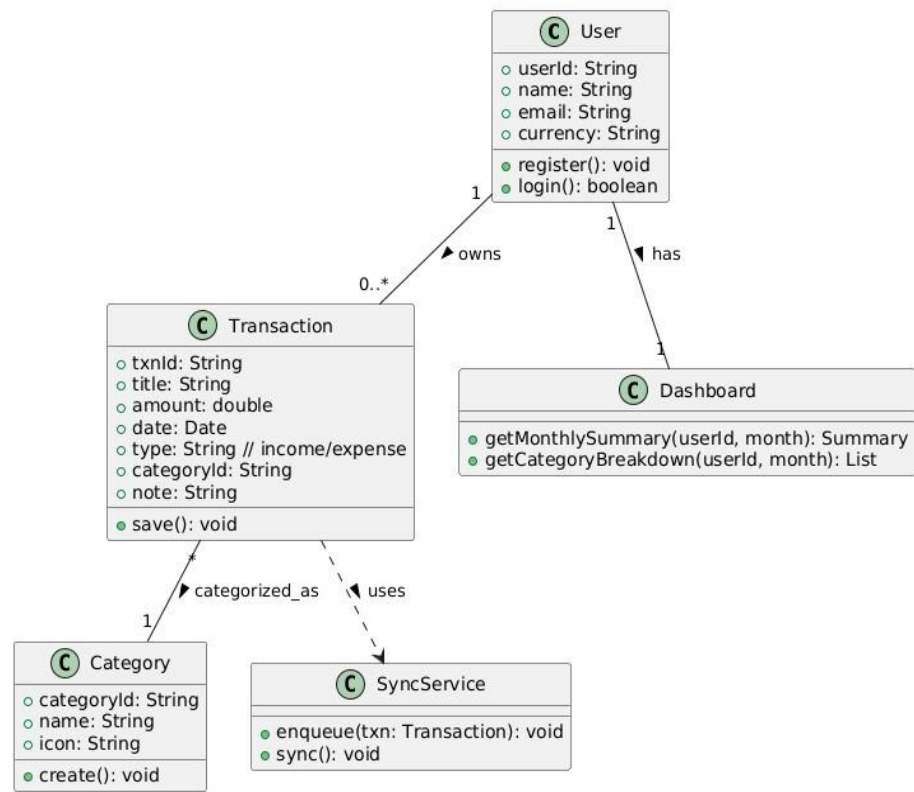 C User
userId: String
name: String
email: String
currency: String
register(): void
login(): boolean
1
owns
0..*
1
has
1
C Transaction
txnId: String
title: String
amount: double
date: Date
type: String // income/expense
categoryId: String
note: String
save(): void
C Dashboard
getMonthlySummary(userId, month): Summary
getCategoryBreakdown(userId, month): List
*
categorized_as
1
uses
C Category
categoryId: String
name: String
icon: String
create(): void
C SyncService
enqueue(txn: Transaction): void
sync(): void